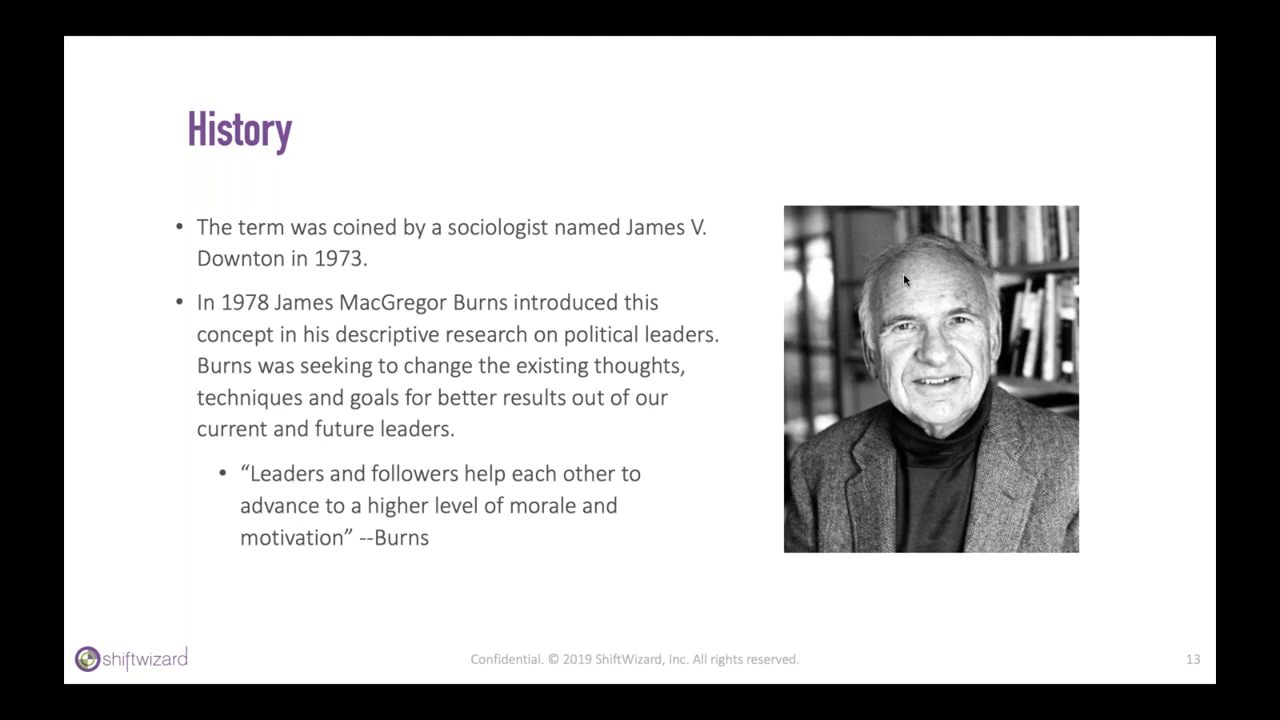 History
• The term was coined by a sociologist named James V.
Downton in 1973.
• In 1978 James MacGregor Burns introduced this
concept in his descriptive research on political leaders.
Burns was seeking to change the existing thoughts,
techniques and goals for better results out of our
current and future leaders.
• “Leaders and followers help each other to
advance to a higher level of morale and
motivation” --Burns
shiftwizard
Confidential. © 2019 ShiftWizard, Inc. All rights reserved.
13